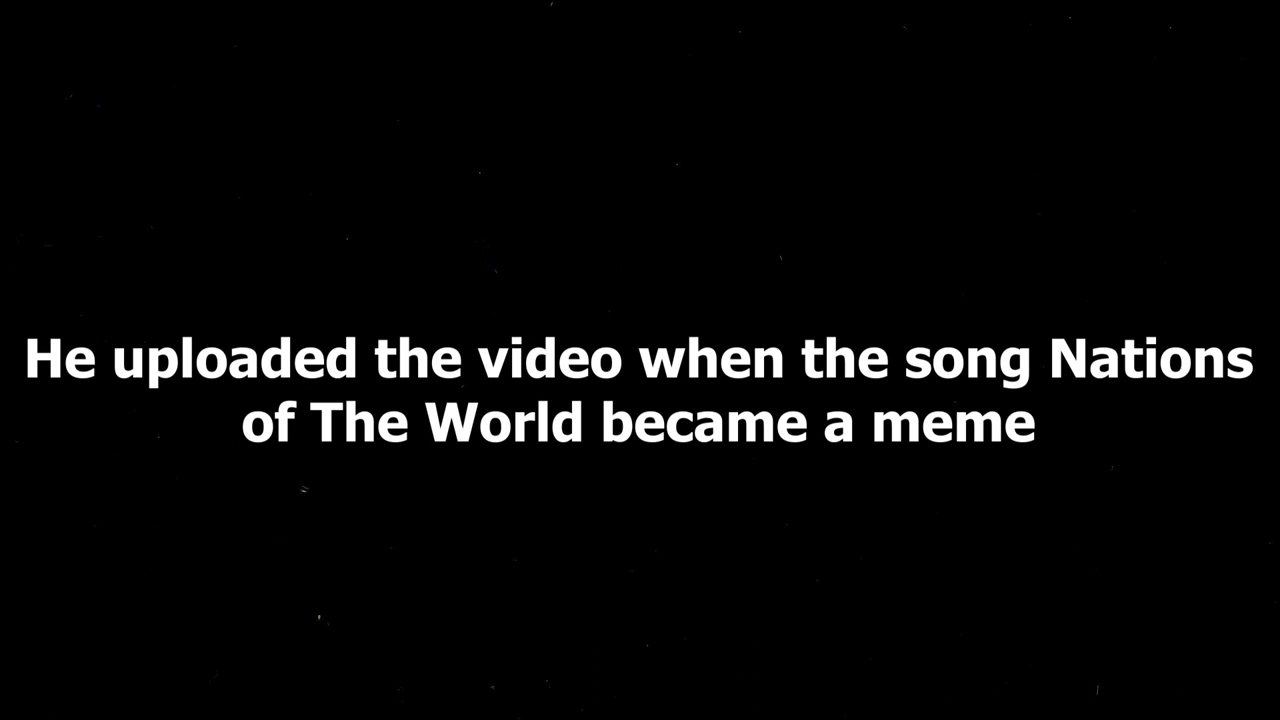 He uploaded the video when the song Nations
of The World became a meme